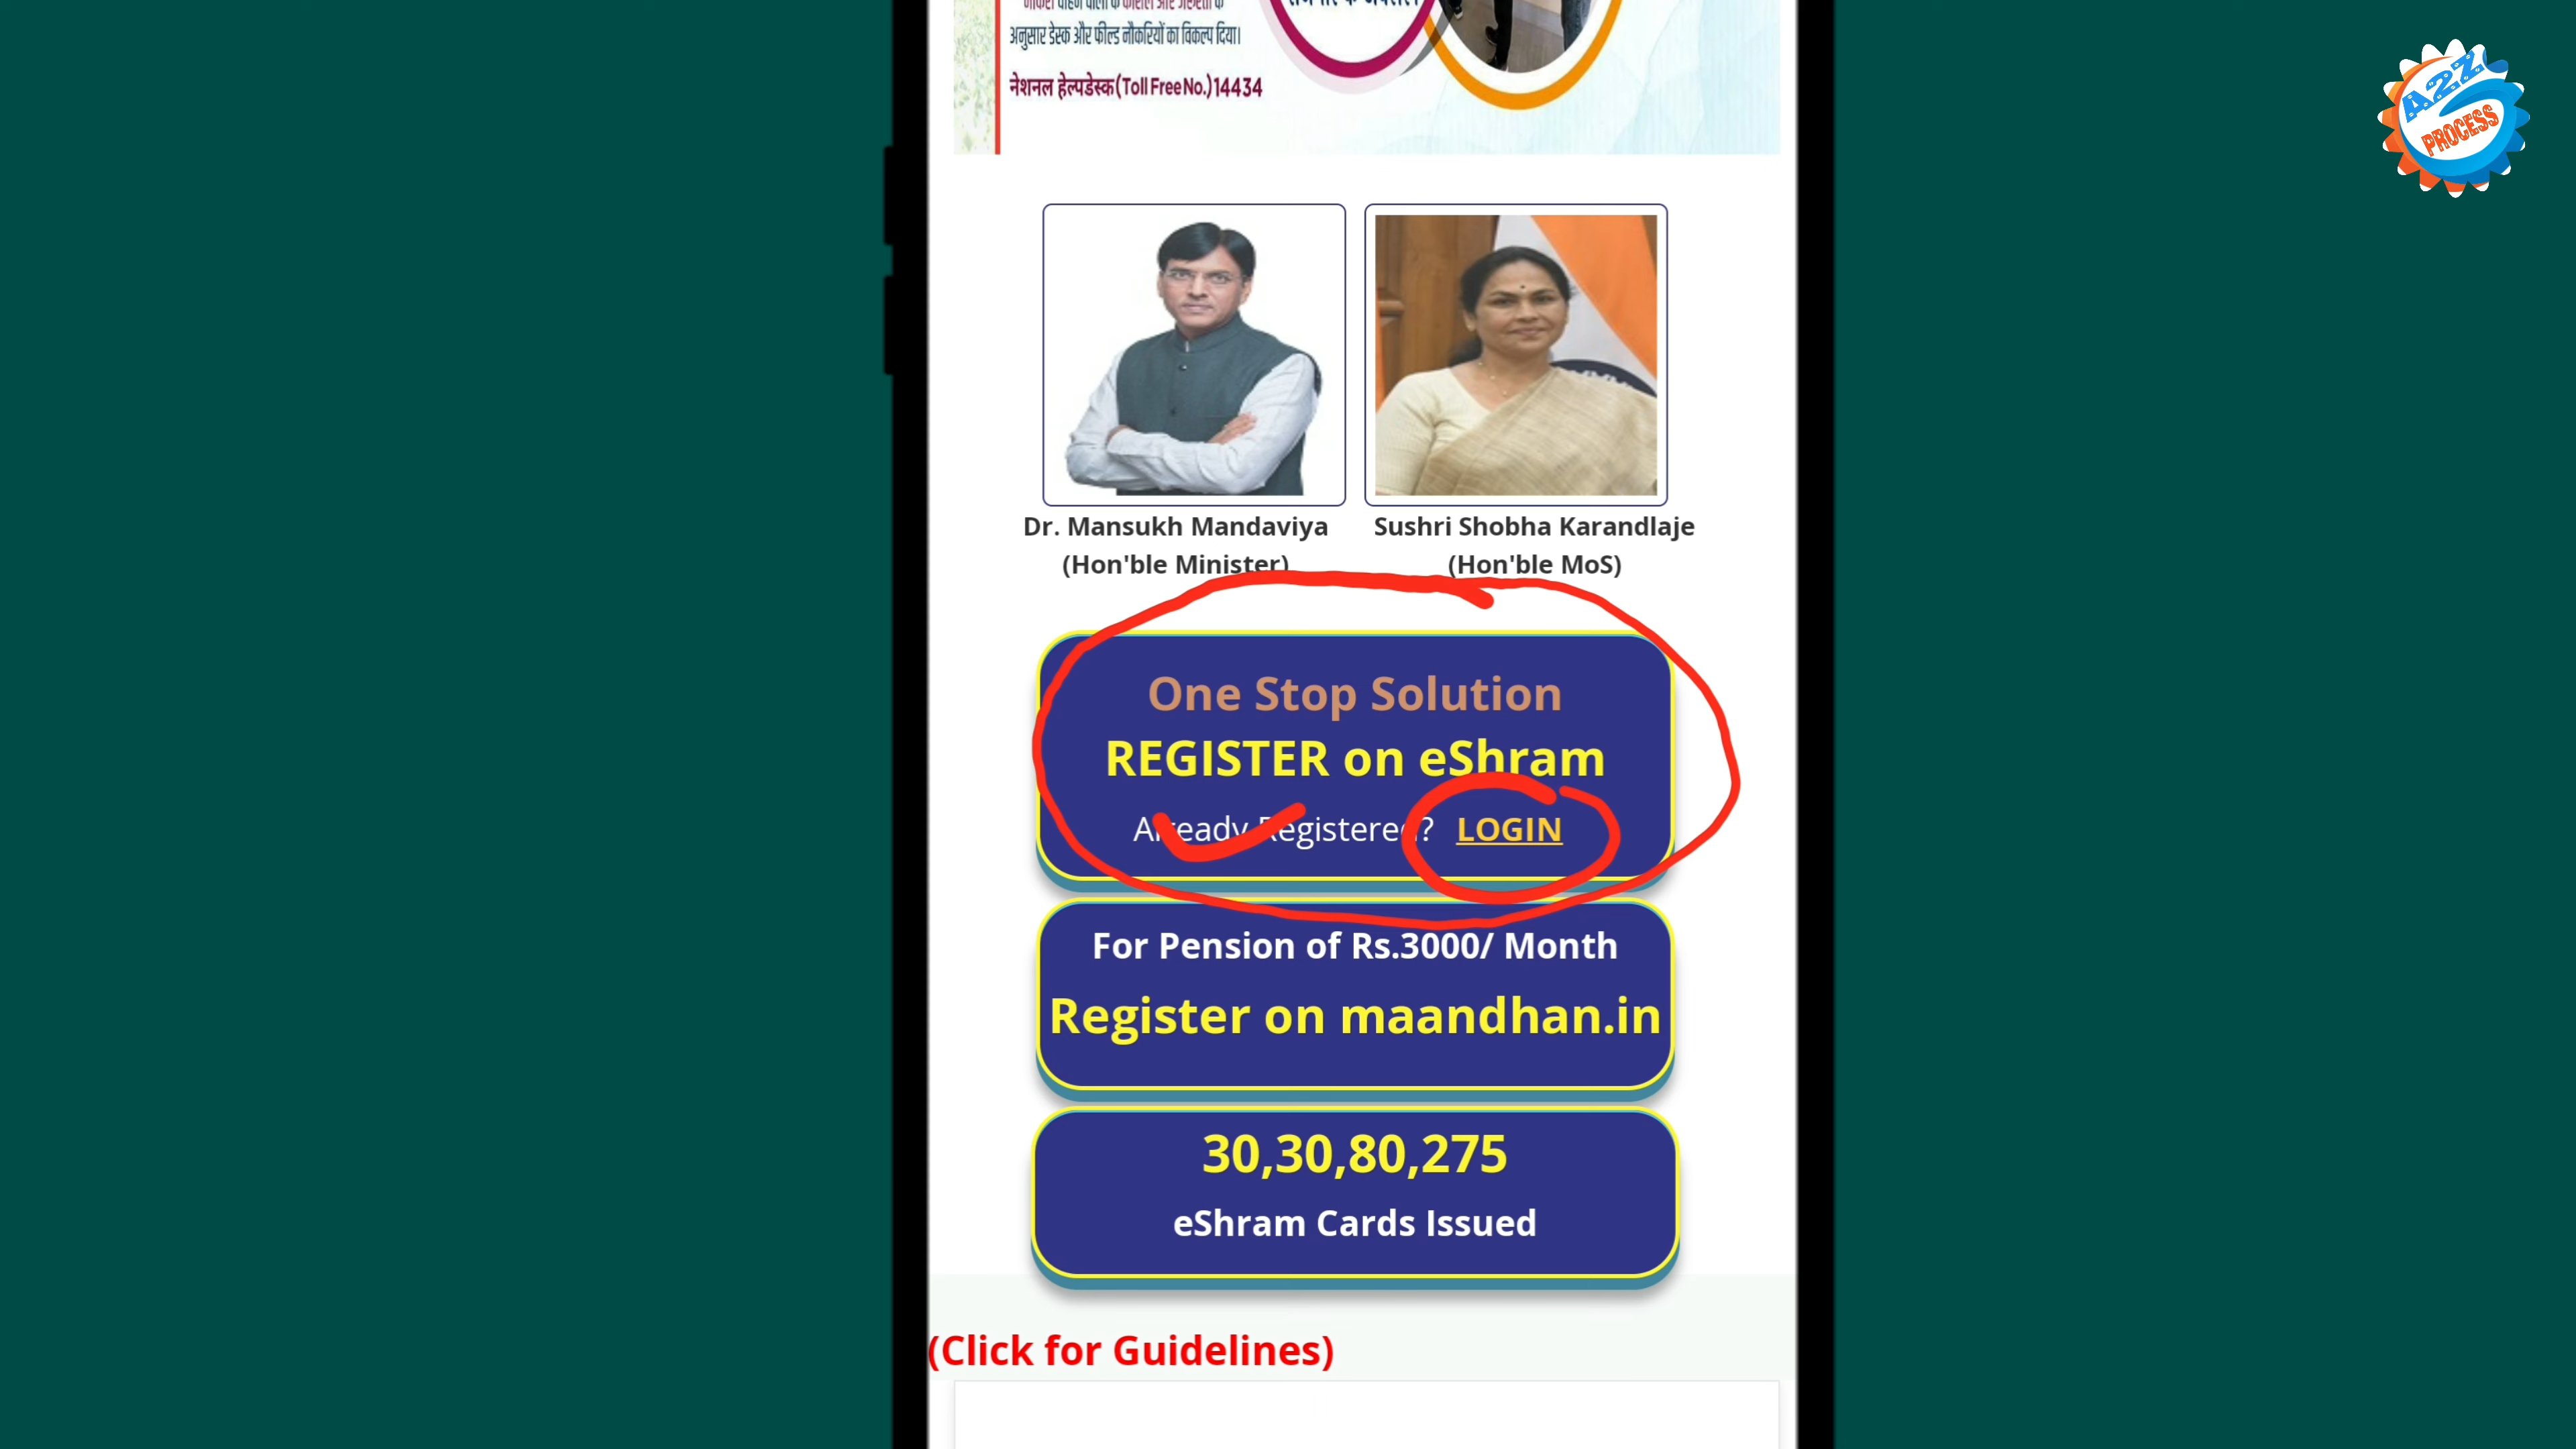 अनुसार डेस्क और फील्ड नौकरियों का विकल्प दिया।
नेशनल हेल्पडेस्क(Toll Free No.)14434
A2Z
PROCESS
Dr. Mansukh Mandaviya
(Hon'ble Minister)
Sushri Shobha Karandlaje
(Hon'ble MoS)
One Stop Solution
REGISTER on eShram
Already Registered? LOGIN
For Pension of Rs.3000/ Month
Register on maandhan.in
30,30,80,275
eShram Cards Issued
(Click for Guidelines)